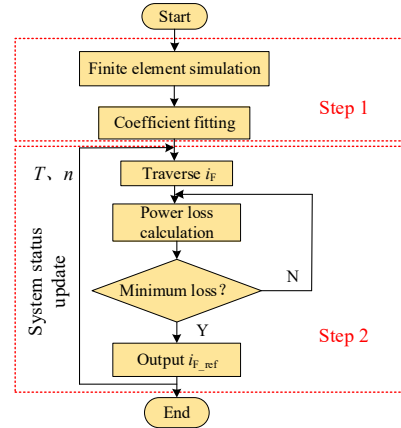 Start
Finite element simulation
Step 1
Coefficient fitting
T、n
Traverse iF
Power loss
calculation
System status
update
Minimum loss?
N
Y
Step 2
Output iF_ref
End